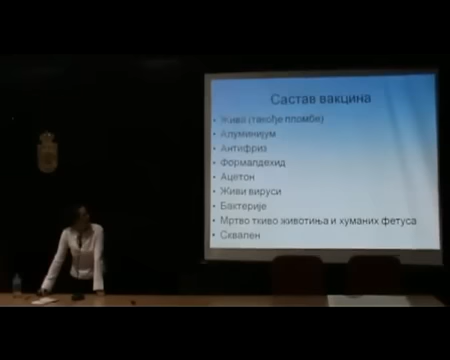 Састав вакцина
• Жива (такође пломбе)
• Алуминијум
• Антифриз
• Формалдехид
• Ацетон
• Живи вируси
• Бактерије
• Мртво ткиво животиња и хуманих фетуса
• Сквален